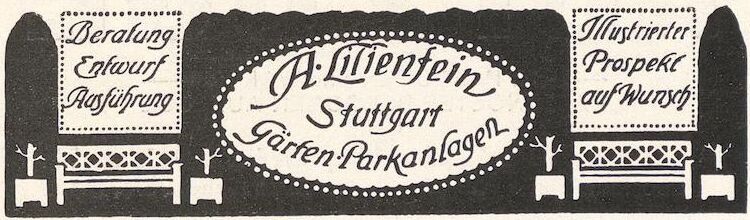 Beratung
Entwurf
Ausführung
A. Lilienfein
Stuttgart
Gärten·Parkanlagen
Illustrierter
Prospekt
auf Wunsch